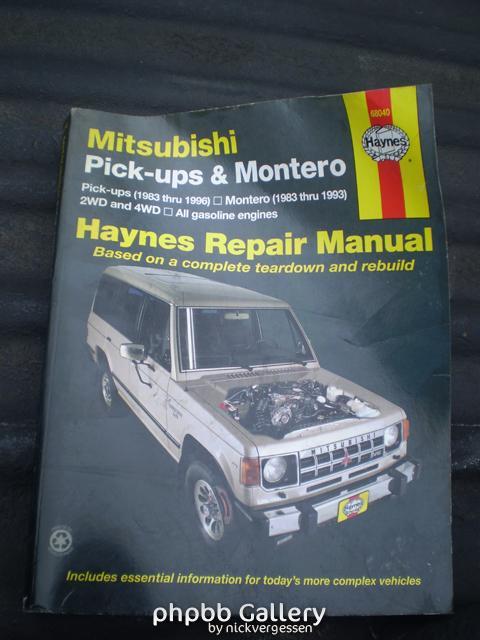 68040
Haynes
Mitsubishi
Pick-ups & Montero
Pick-ups (1983 thru 1996) □ Montero (1983 thru 1993)
2WD and 4WD □ All gasoline engines
Haynes Repair Manual
Based on a complete teardown and rebuild
MITSUBISHI
Haynes
Includes essential information for today's more complex vehicles
phpbb Gallery
by nickvergessen